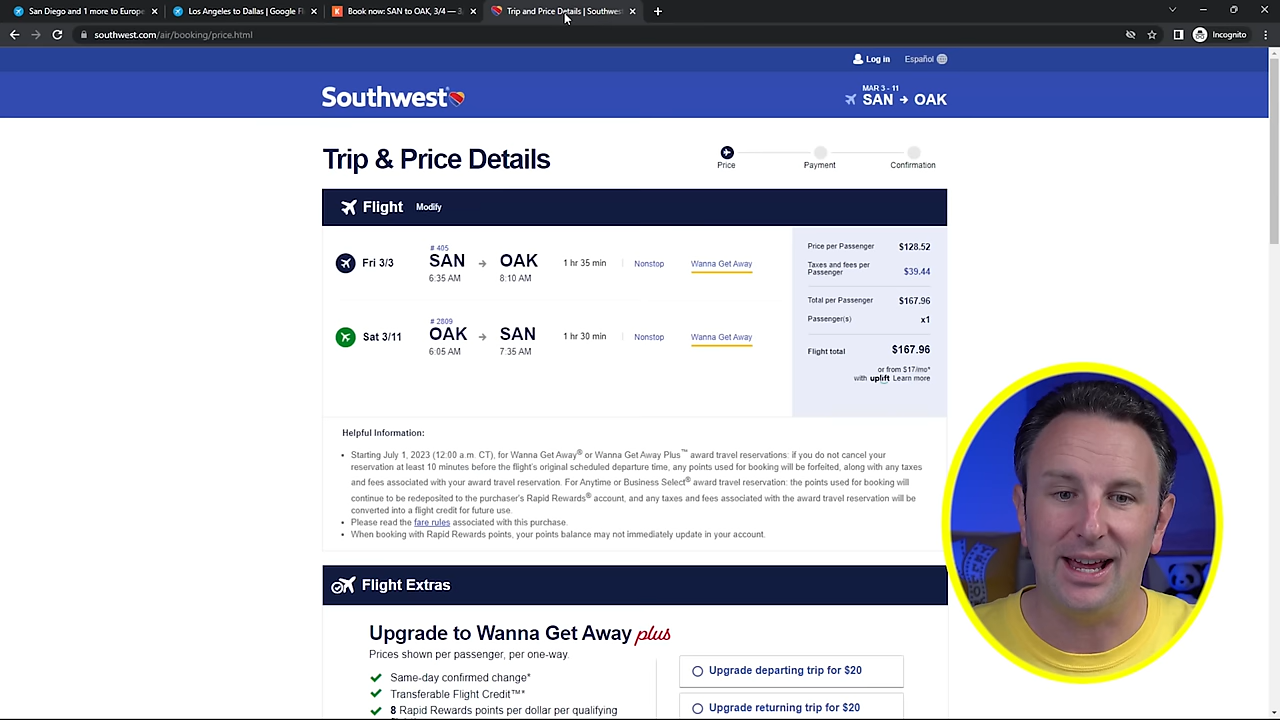 San Diego and 1 more to Europe
Los Angeles to Dallas | Google F
Book now: SAN to OAK, 3/4 — 3.
Trip and Price Details | Southwes
southwest.com/air/booking/price.html
Incognito
Log in
Español
Southwest
MAR 3 - 11
SAN → OAK
Trip & Price Details
Price
Payment
Confirmation
Flight Modify
Fri 3/3
# 405
SAN → OAK
6:35 AM 8:10 AM
1 hr 35 min
Nonstop
Wanna Get Away
Sat 3/11
# 2809
OAK → SAN
6:05 AM 7:35 AM
1 hr 30 min
Nonstop
Wanna Get Away
Price per Passenger $128.52
Taxes and fees per
Passenger $39.44
Total per Passenger $167.96
Passenger(s) x1
Flight total $167.96
or from $17/mo*
with uplift Learn more
Helpful Information:
• Starting July 1, 2023 (12:00 a.m. CT), for Wanna Get Away® or Wanna Get Away Plus™ award travel reservations: if you do not cancel your
reservation at least 10 minutes before the flight's original scheduled departure time, any points used for booking will be forfeited, along with any taxes
and fees associated with your award travel reservation. For Anytime or Business Select® award travel reservation: the points used for booking will
continue to be redeposited to the purchaser's Rapid Rewards® account, and any taxes and fees associated with the award travel reservation will be
converted into a flight credit for future use.
• Please read the fare rules associated with this purchase.
• When booking with Rapid Rewards points, your points balance may not immediately update in your account.
Flight Extras
Upgrade to Wanna Get Away plus
Prices shown per passenger, per one-way.
Same-day confirmed change*
Transferable Flight Credit™*
8 Rapid Rewards points per dollar per qualifying
Upgrade departing trip for $20
Upgrade returning trip for $20